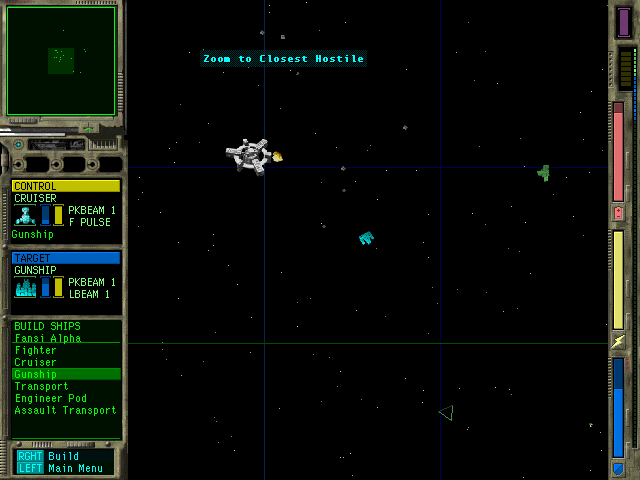 Zoom to Closest Hostile
CONTROL
CRUISER
PKBEAM 1
F PULSE
Gunship
TARGET
GUNSHIP
PKBEAM 1
LBEAM 1
BUILD SHIPS
Fansi Alpha
Fighter
Cruiser
Gunship
Transport
Engineer Pod
Assault Transport
RGHT Build
LEFT Main Menu